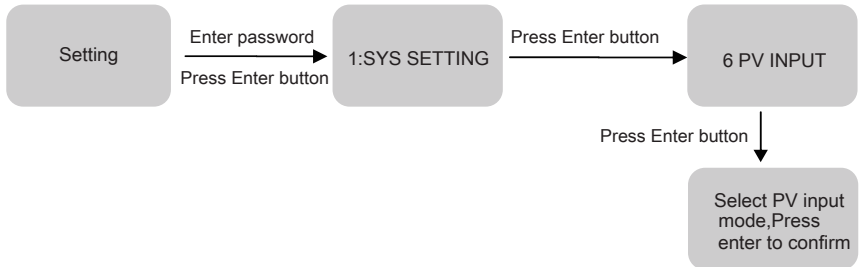 Setting
Enter password
Press Enter button
1:SYS SETTING
Press Enter button
6 PV INPUT
Press Enter button
Select PV input
mode,Press
enter to confirm